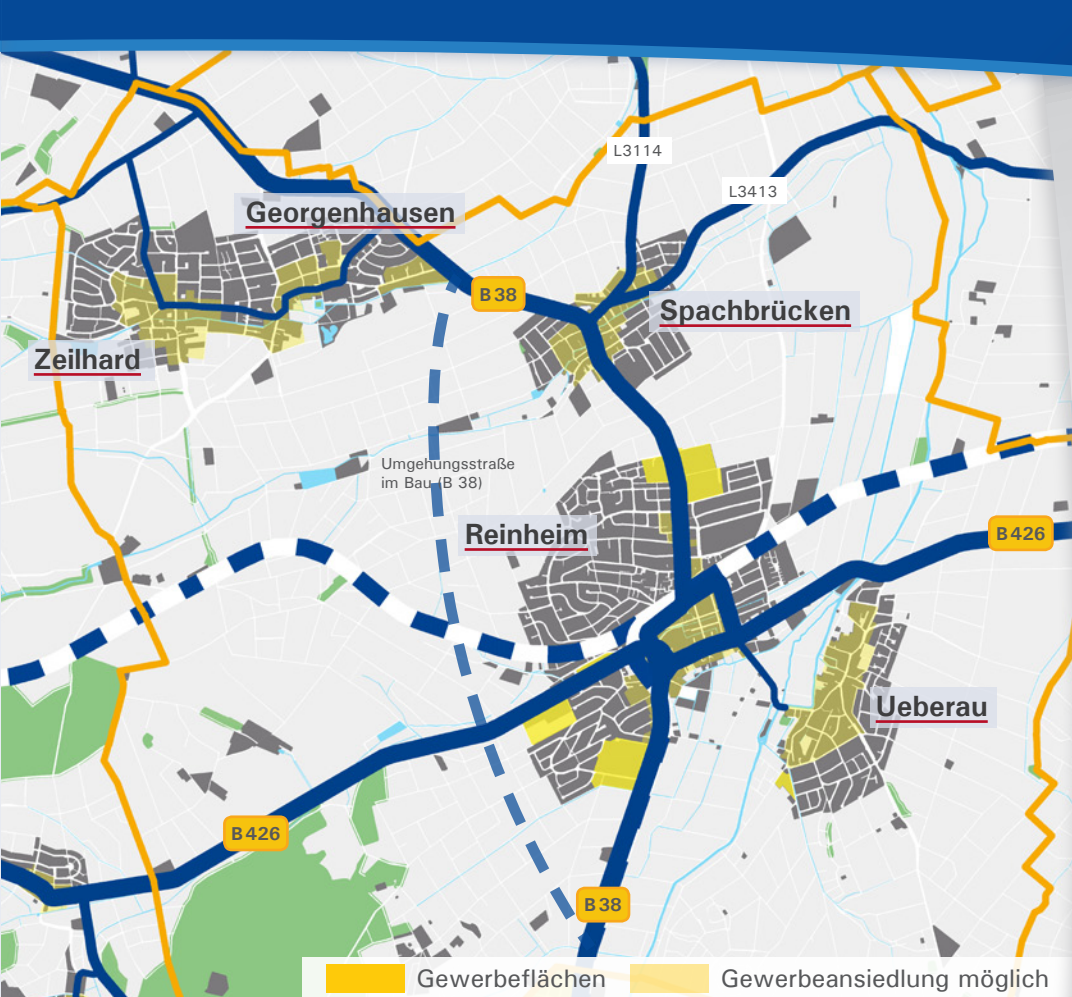 L3114
L3413
Georgenhausen
B 38
Spachbrücken
Zeilhard
Umgehungsstraße
im Bau (B 38)
Reinheim
B 426
Ueberau
B 426
B 38
Gewerbeflächen
Gewerbeansiedlung möglich